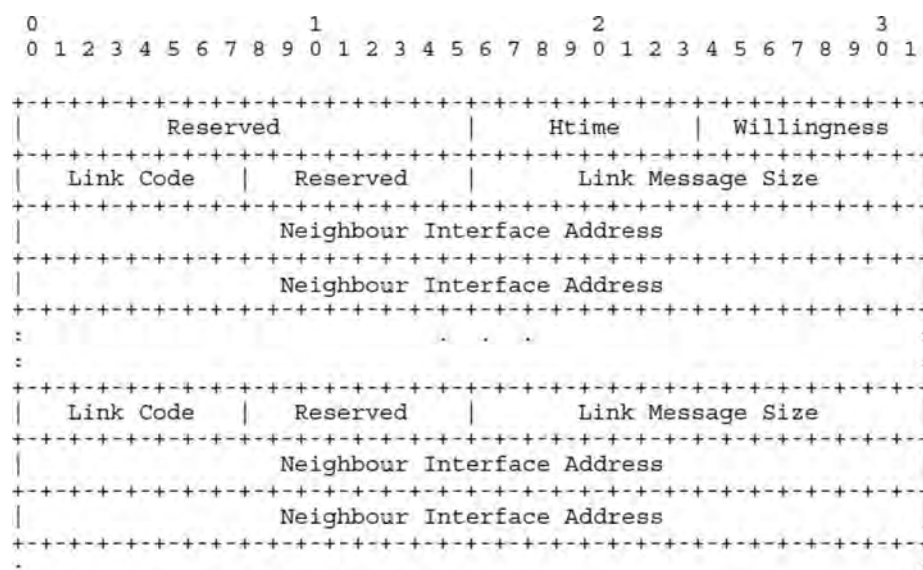 0 1 2 3
0 1 2 3 4 5 6 7 8 9 0 1 2 3 4 5 6 7 8 9 0 1 2 3 4 5 6 7 8 9 0 1
+-+-+-+-+-+-+-+-+-+-+-+-+-+-+-+-+-+-+-+-+-+-+-+-+-+-+-+-+-+-+-+-
| Reserved | Htime | Willingness
+-+-+-+-+-+-+-+-+-+-+-+-+-+-+-+-+-+-+-+-+-+-+-+-+-+-+-+-+-+-+-+-
| Link Code | Reserved | Link Message Size
+-+-+-+-+-+-+-+-+-+-+-+-+-+-+-+-+-+-+-+-+-+-+-+-+-+-+-+-+-+-+-+-
| Neighbour Interface Address
+-+-+-+-+-+-+-+-+-+-+-+-+-+-+-+-+-+-+-+-+-+-+-+-+-+-+-+-+-+-+-+-
| Neighbour Interface Address
+-+-+-+-+-+-+-+-+-+-+-+-+-+-+-+-+-+-+-+-+-+-+-+-+-+-+-+-+-+-+-+-
: . . .
:
+-+-+-+-+-+-+-+-+-+-+-+-+-+-+-+-+-+-+-+-+-+-+-+-+-+-+-+-+-+-+-+-
| Link Code | Reserved | Link Message Size
+-+-+-+-+-+-+-+-+-+-+-+-+-+-+-+-+-+-+-+-+-+-+-+-+-+-+-+-+-+-+-+-
| Neighbour Interface Address
+-+-+-+-+-+-+-+-+-+-+-+-+-+-+-+-+-+-+-+-+-+-+-+-+-+-+-+-+-+-+-+-
| Neighbour Interface Address
+-+-+-+-+-+-+-+-+-+-+-+-+-+-+-+-+-+-+-+-+-+-+-+-+-+-+-+-+-+-+-+-
.